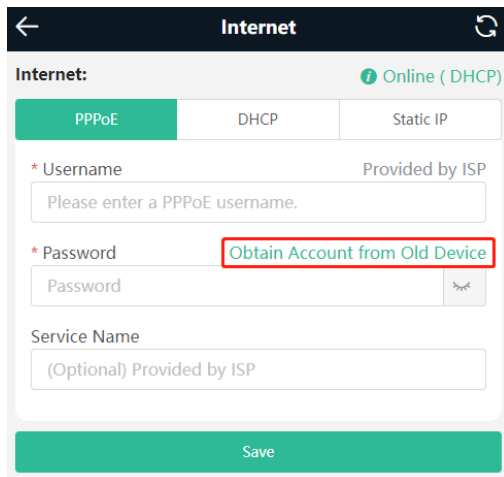 Internet
Internet:
Online ( DHCP)
PPPoE
DHCP
Static IP
* Username
Provided by ISP
Please enter a PPPoE username.
* Password
Obtain Account from Old Device
Password
Service Name
(Optional) Provided by ISP
Save